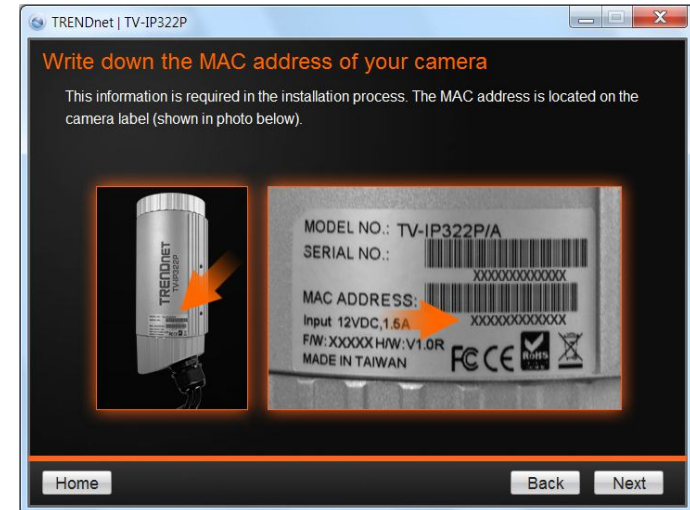 TRENDnet | TV-IP322P
Write down the MAC address of your camera
This information is required in the installation process. The MAC address is located on the
camera label (shown in photo below).
TRENDNET
TV-IP322P
MODEL NO.: TV-IP322P/A
SERIAL NO.:
XXXXXXXXXXXX
MAC ADDRESS:
XXXXXXXXXXXX
Input 12VDC,1.5A
F/W:XXXXX H/W:V1.0R
MADE IN TAIWAN
FC CE RoHS
Home
Back
Next